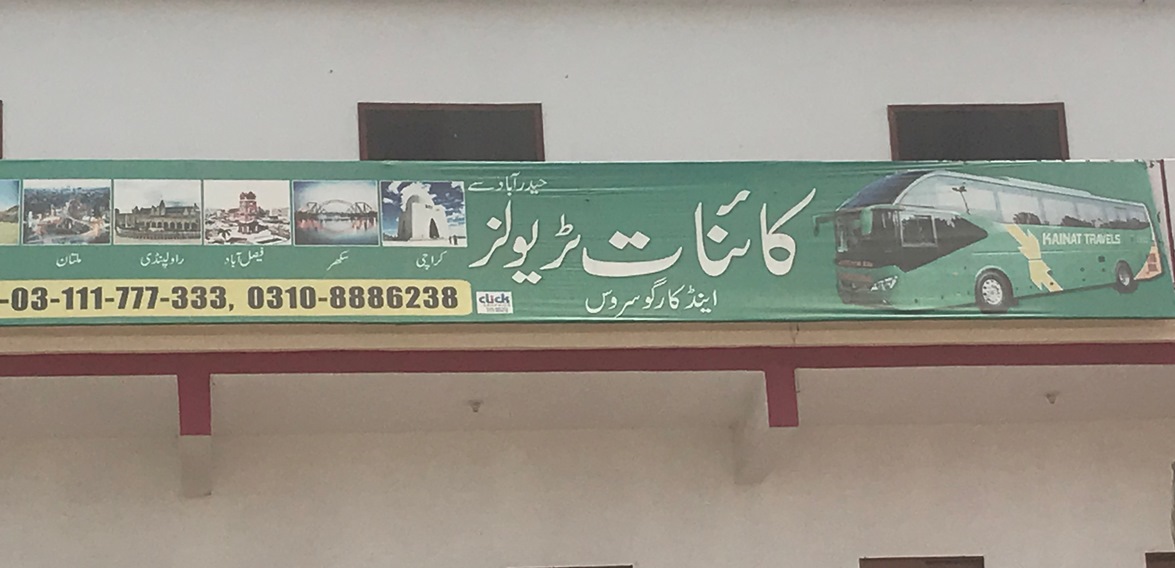 حیدرآباد سے
کائنات ٹریولز
اینڈ کارگو سروس
KAINAT TRAVELS
کراچی
سکھر
فیصل آباد
راولپنڈی
ملتان
-03-111-777-333, 0310-8886238
click